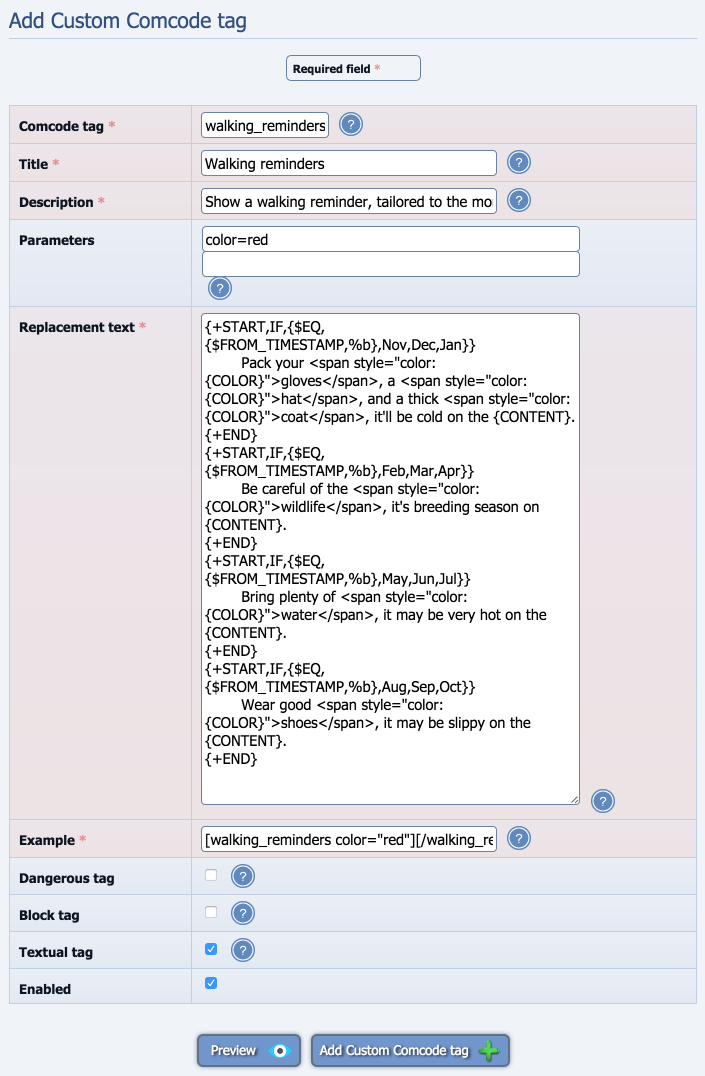 Add Custom Comcode tag
Required field *
Comcode tag * walking_reminders ?
Title * Walking reminders ?
Description * Show a walking reminder, tailored to the mo ?
Parameters color=red
?
Replacement text * {+START,IF,{$EQ,
{$FROM_TIMESTAMP,%b},Nov,Dec,Jan}}
Pack your <span style="color:
{COLOR}">gloves</span>, a <span style="color:
{COLOR}">hat</span>, and a thick <span style="color:
{COLOR}">coat</span>, it'll be cold on the {CONTENT}.
{+END}
{+START,IF,{$EQ,
{$FROM_TIMESTAMP,%b},Feb,Mar,Apr}}
Be careful of the <span style="color:
{COLOR}">wildlife</span>, it's breeding season on
{CONTENT}.
{+END}
{+START,IF,{$EQ,
{$FROM_TIMESTAMP,%b},May,Jun,Jul}}
Bring plenty of <span style="color:
{COLOR}">water</span>, it may be very hot on the
{CONTENT}.
{+END}
{+START,IF,{$EQ,
{$FROM_TIMESTAMP,%b},Aug,Sep,Oct}}
Wear good <span style="color:
{COLOR}">shoes</span>, it may be slippy on the
{CONTENT}.
{+END}
?
Example * [walking_reminders color="red"][/walking_re ?
Dangerous tag ?
Block tag ?
Textual tag ?
Enabled
Preview Add Custom Comcode tag